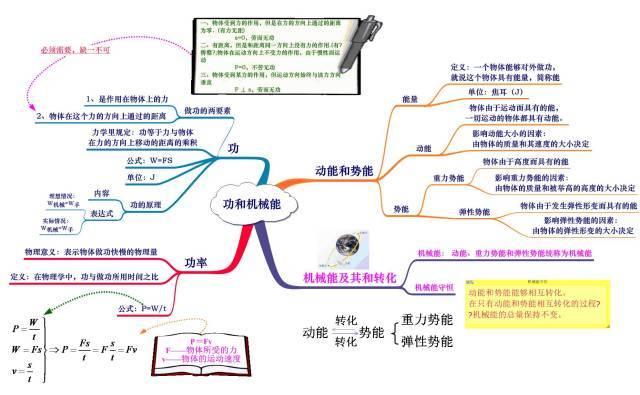 一：物体受到力的作用，但是在力的方向上通过的距离
为零。(有力无距)
s=0，劳而无功
二：有距离，但是和距离同一方向上没有力的作用。(有?
物体在运动方向上不受力的作用，由于惯性而运
动
F=0，不劳无功
三：物体受到某力的作用，但运动方向始终与该力方向
垂直
F⊥s，劳而无功
必须需要，缺一不可
1、是作用在物体上的力
2、物体在这个力的方向上通过的距离
做功的两要素
力学里规定：功等于力与物体
在力的方向上移动的距离的乘积
公式：W=FS
单位：J
功
理想情况：
W机械=W手
实际情况：
W机械=W手
内容
表达式
功的原理
功和机械能
物理意义：表示物体做功快慢的物理量
定义：在物理学中，功与做功所用时间之比
公式：P=W/t
功率
P=W/t
W=Fs
v=s/t
⇒P=Fs/t=F s/t=Fv
P=Fv
F——物体所受的力
v——物体的运动速度
动能和势能
能量
定义：一个物体能够对外做功，
就说这个物体具有能量，简称能
单位：焦耳（J）
动能
物体由于运动而具有的能，
一切运动的物体都具有动能。
影响动能大小的因素：
由物体的质量和其速度的大小决定
势能
重力势能
物体由于高度而具有的能
影响重力势能的因素：
由物体的质量和被举高的高度的大小决定
弹性势能
物体由于发生弹性形变而具有的能
影响弹性势能的因素：
由物体的弹性形变的大小决定
机械能及其和转化
机械能：动能、重力势能和弹性势能统称为机械能
机械能守恒
机械能守恒
动能和势能能够相互转化。
在只有动能和势能相互转化的过程?
?机械能的总量保持不变。
动能 转化 转化 势能 { 重力势能
弹性势能